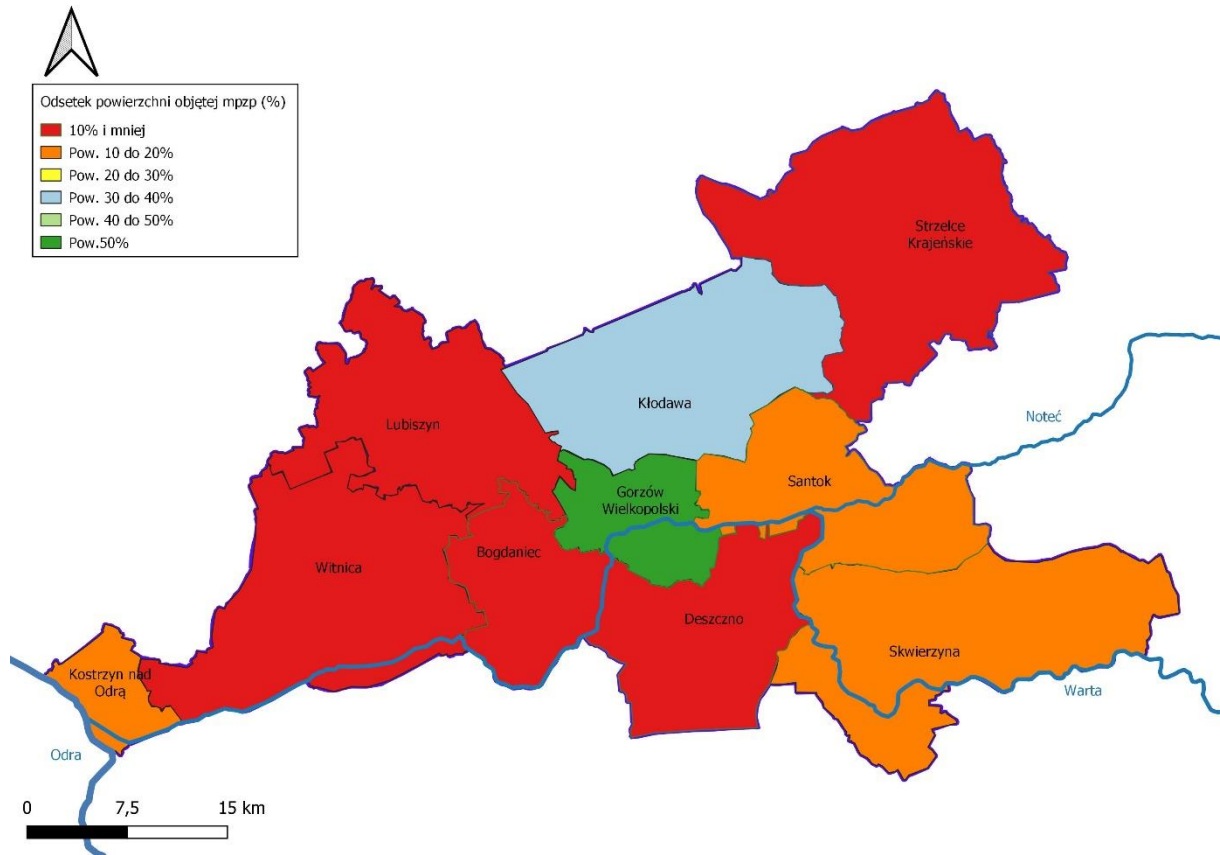 Odsetek powierzchni objętej mpzp (%)
10% i mniej
Pow. 10 do 20%
Pow. 20 do 30%
Pow. 30 do 40%
Pow. 40 do 50%
Pow.50%
Strzelce
Krajeńskie
Kłodawa
Noteć
Lubiszyn
Santok
Gorzów
Wielkopolski
Bogdaniec
Witnica
Deszczno
Skwierzyna
Kostrzyn nad
Odrą
Warta
Odra
0 7,5 15 km